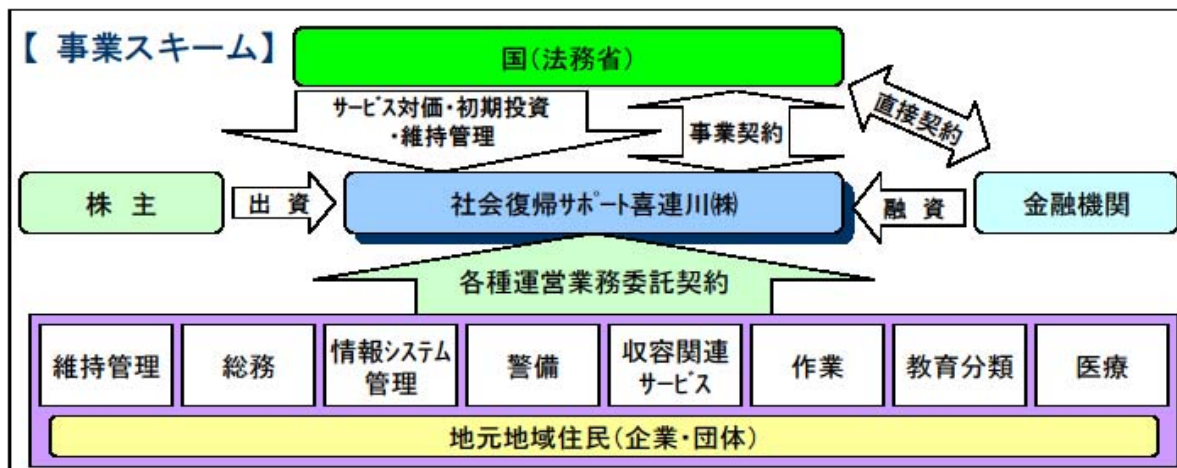 【 事業スキーム】
国(法務省)
サービス対価・初期投資
・維持管理
事業契約
直接契約
株 主
出 資
社会復帰サポート喜連川㈱
融 資
金融機関
各種運営業務委託契約
維持管理
総務
情報システム
管理
警備
収容関連
サービス
作業
教育分類
医療
地元地域住民(企業・団体)